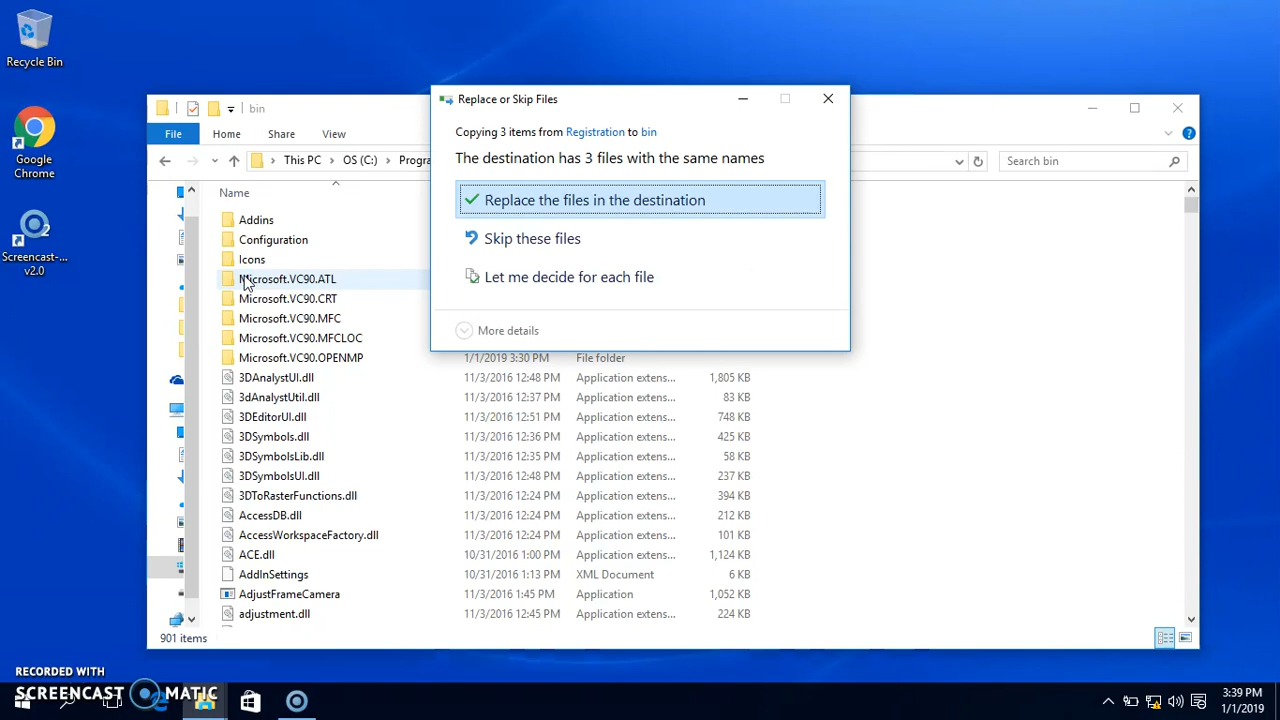 Recycle Bin
Google
Chrome
Screencast-...
v2.0
bin
File Home Share View
This PC OS (C:) Progra
Search bin
Replace or Skip Files
Copying 3 items from Registration to bin
The destination has 3 files with the same names
Replace the files in the destination
Skip these files
Let me decide for each file
More details
Name
Addins
Configuration
Icons
Microsoft.VC90.ATL
Microsoft.VC90.CRT
Microsoft.VC90.MFC
Microsoft.VC90.MFCLOC
Microsoft.VC90.OPENMP 1/1/2019 3:30 PM File folder
3DAnalystUI.dll 11/3/2016 12:48 PM Application extens... 1,805 KB
3dAnalystUtil.dll 11/3/2016 12:37 PM Application extens... 83 KB
3DEditorUI.dll 11/3/2016 12:51 PM Application extens... 748 KB
3DSymbols.dll 11/3/2016 12:36 PM Application extens... 425 KB
3DSymbolsLib.dll 11/3/2016 12:35 PM Application extens... 58 KB
3DSymbolsUI.dll 11/3/2016 12:48 PM Application extens... 237 KB
3DToRasterFunctions.dll 11/3/2016 12:24 PM Application extens... 394 KB
AccessDB.dll 11/3/2016 12:24 PM Application extens... 212 KB
AccessWorkspaceFactory.dll 11/3/2016 12:24 PM Application extens... 101 KB
ACE.dll 10/31/2016 1:00 PM Application extens... 1,124 KB
AddInSettings 10/31/2016 1:13 PM XML Document 6 KB
AdjustFrameCamera 11/3/2016 1:45 PM Application 1,052 KB
adjustment.dll 11/3/2016 12:45 PM Application extens... 224 KB
901 items
RECORDED WITH
SCREENCAST MATIC
3:39 PM
1/1/2019